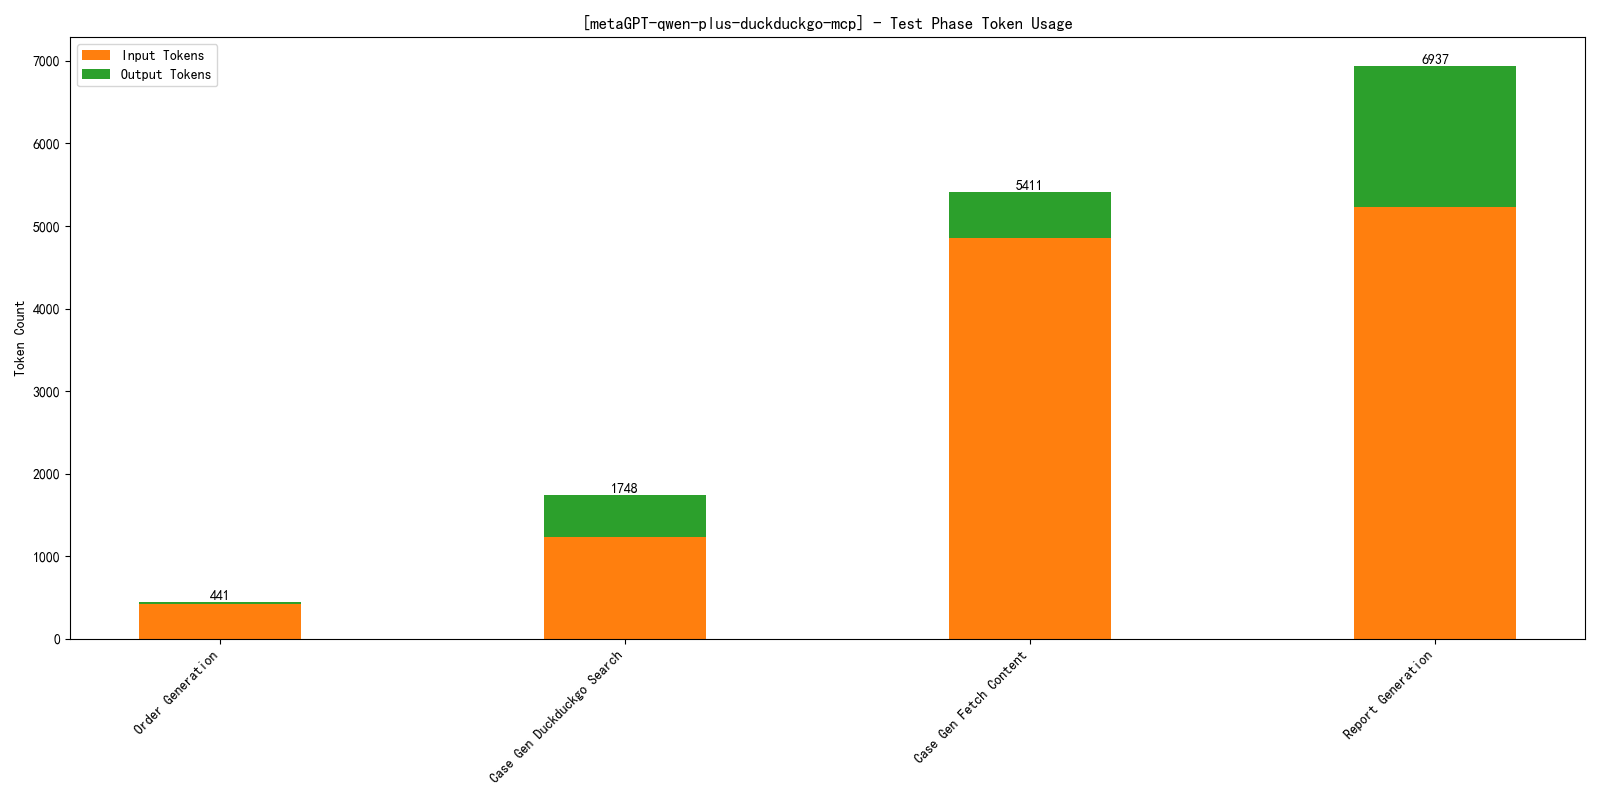 [metaGPT-qwen-plus-duckduckgo-mcp] - Test Phase Token Usage
Input Tokens
Output Tokens
Token Count
7000
6000
5000
4000
3000
2000
1000
0
441
1748
5411
6937
Order Generation
Case Gen Duckduckgo Search
Case Gen Fetch Content
Report Generation